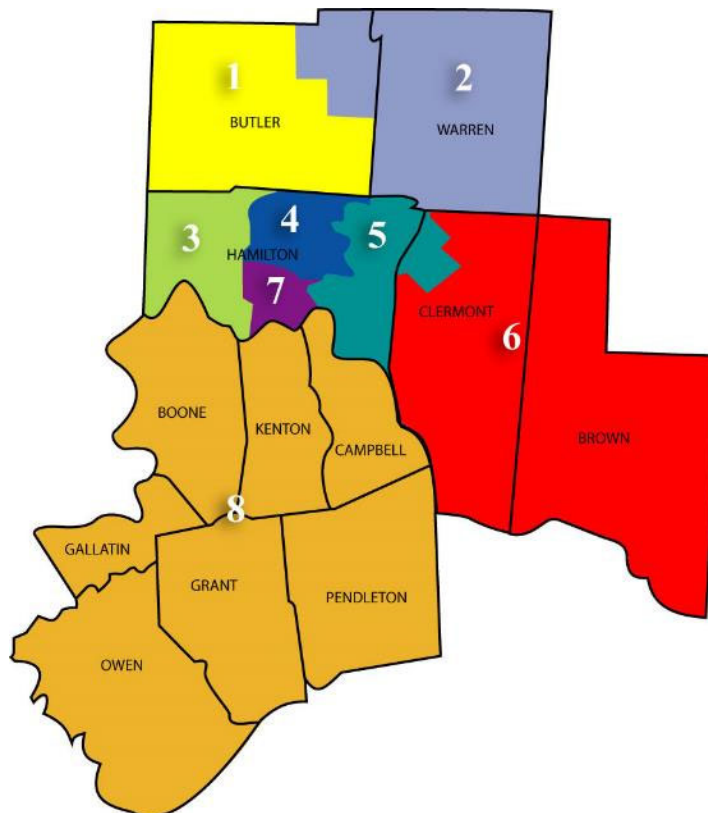 1
2
BUTLER
WARREN
3
4
5
HAMILTON
7
CLERMONT
6
BOONE
KENTON
BROWN
CAMPBELL
8
GALLATIN
GRANT
PENDLETON
OWEN